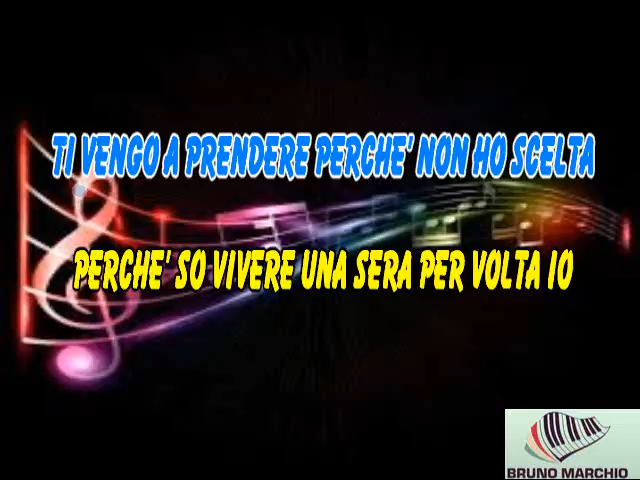 TI VENGO A PRENDERE PERCHE' NON HO SCELTA
PERCHE' SO VIVERE UNA SERA PER VOLTA IO
BRUNO MARCHIO